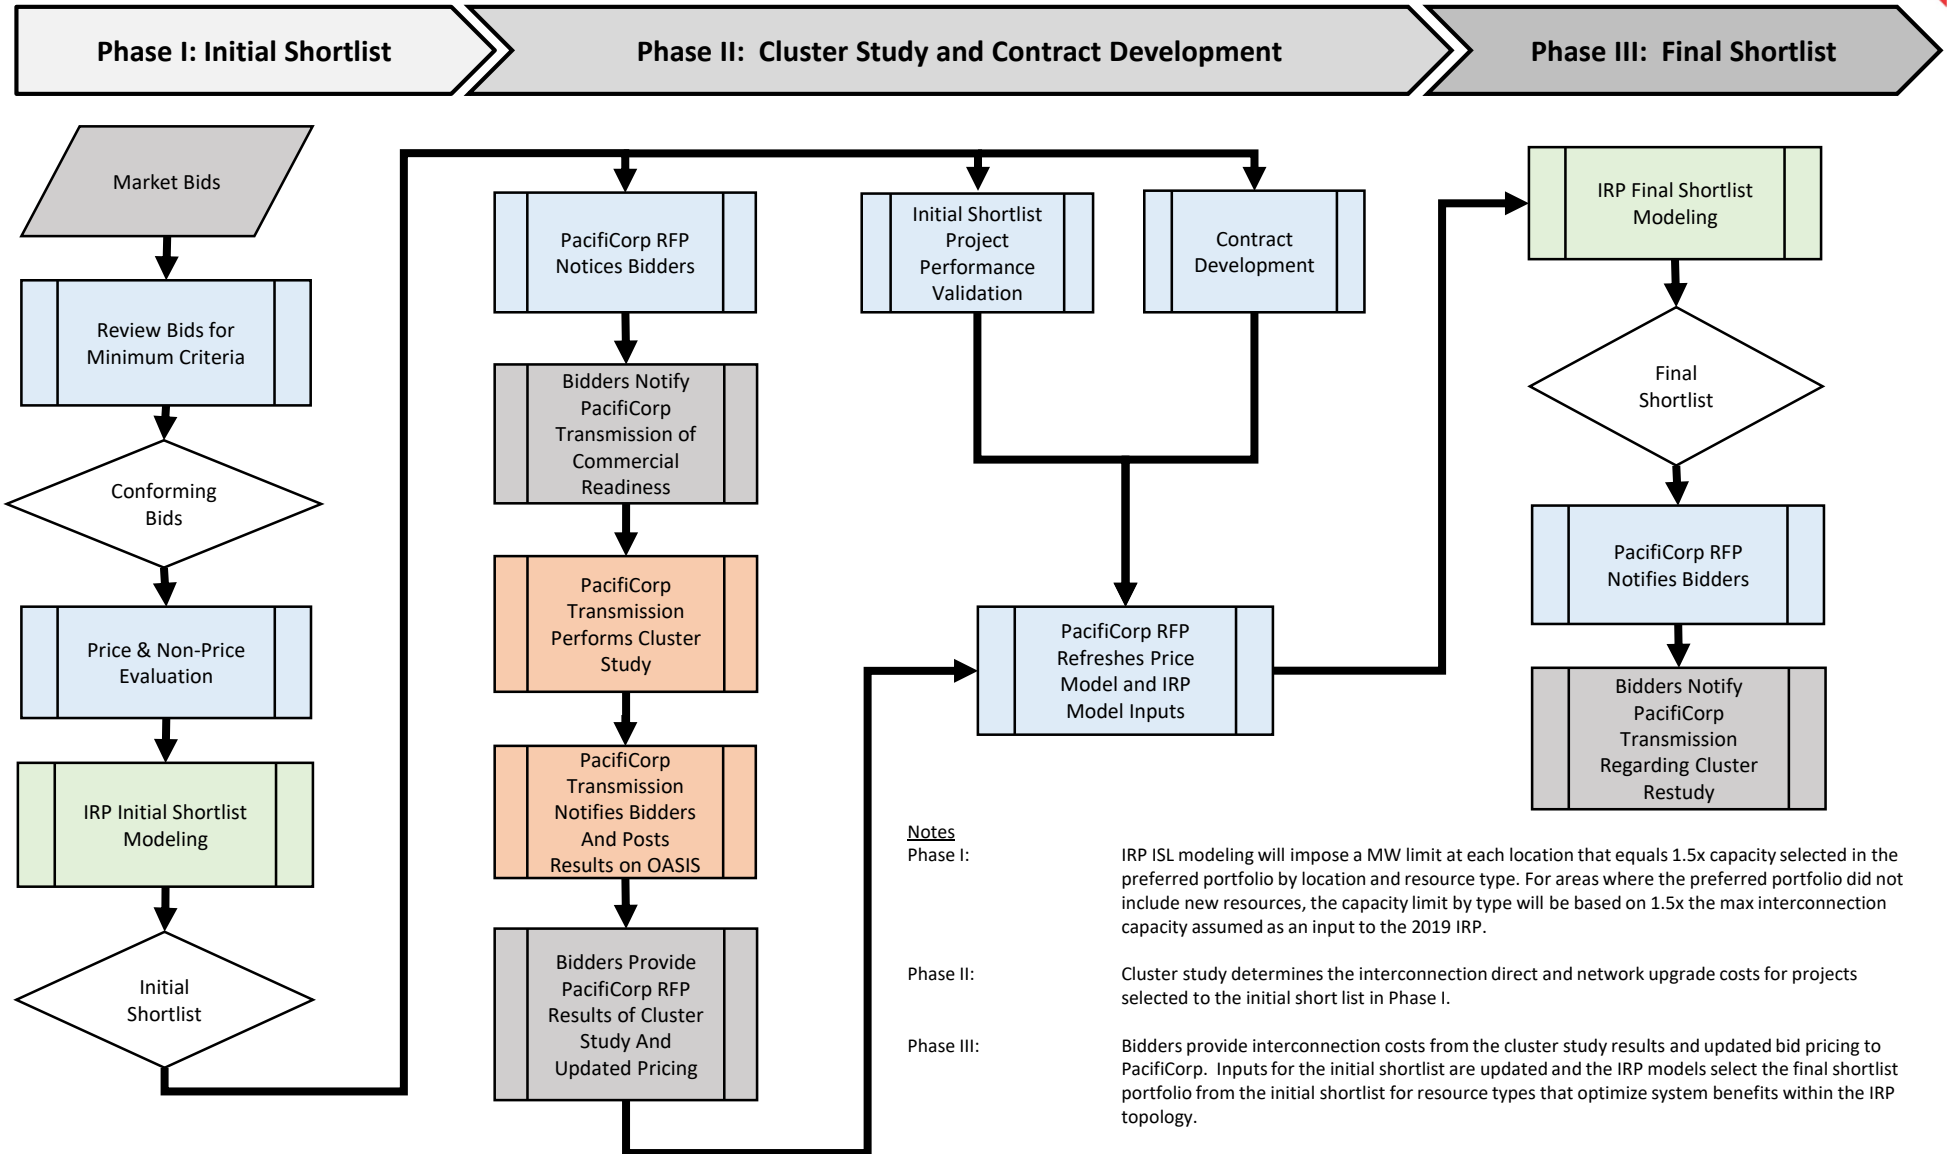 Phase I: Initial Shortlist
Phase II:  Cluster Study and Contract Development
Phase III:  Final Shortlist
Market Bids
Review Bids for
Minimum Criteria
Conforming
Bids
Price & Non-Price
Evaluation
IRP Initial Shortlist
Modeling
Initial
Shortlist
PacifiCorp RFP
Notices Bidders
Bidders Notify
PacifiCorp
Transmission of
Commercial
Readiness
PacifiCorp
Transmission
Performs Cluster
Study
PacifiCorp
Transmission
Notifies Bidders
And Posts
Results on OASIS
Bidders Provide
PacifiCorp RFP
Results of Cluster
Study And
Updated Pricing
Initial Shortlist
Project
Performance
Validation
Contract
Development
PacifiCorp RFP
Refreshes Price
Model and IRP
Model Inputs
IRP Final Shortlist
Modeling
Final
Shortlist
PacifiCorp RFP
Notifies Bidders
Bidders Notify
PacifiCorp
Transmission
Regarding Cluster
Restudy
Notes
Phase I: IRP ISL modeling will impose a MW limit at each location that equals 1.5x capacity selected in the
preferred portfolio by location and resource type. For areas where the preferred portfolio did not
include new resources, the capacity limit by type will be based on 1.5x the max interconnection
capacity assumed as an input to the 2019 IRP.
Phase II: Cluster study determines the interconnection direct and network upgrade costs for projects
selected to the initial short list in Phase I.
Phase III: Bidders provide interconnection costs from the cluster study results and updated bid pricing to
PacifiCorp.  Inputs for the initial shortlist are updated and the IRP models select the final shortlist
portfolio from the initial shortlist for resource types that optimize system benefits within the IRP
topology.